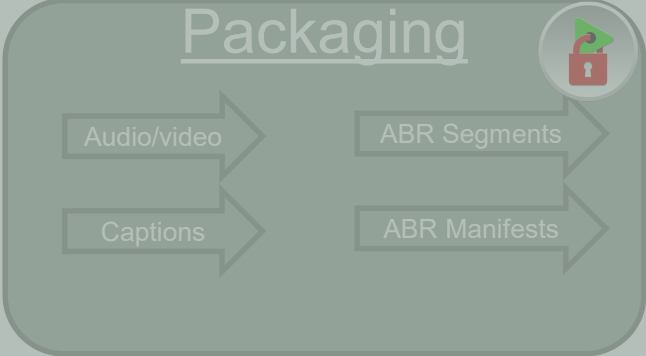 Packaging
Audio/video
ABR Segments
Captions
ABR Manifests